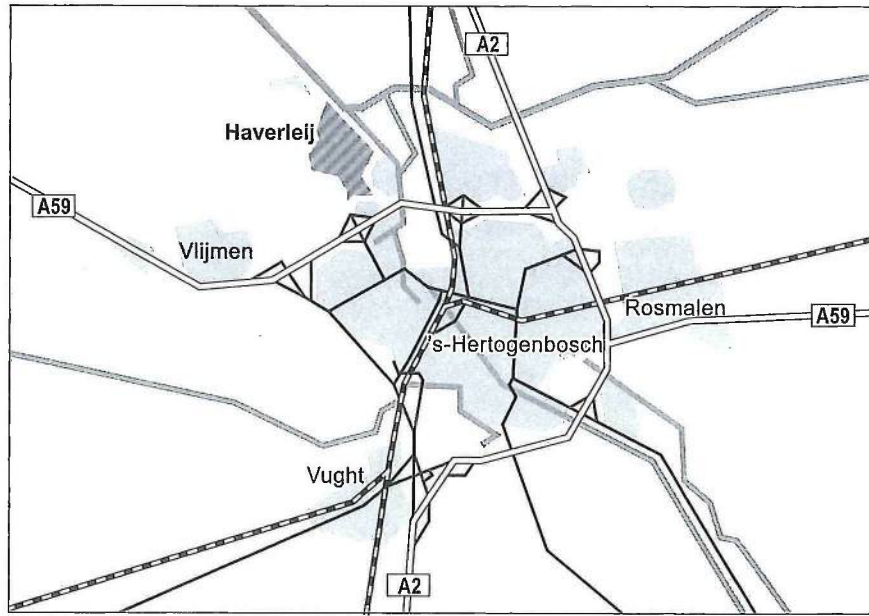 A2
Haverleij
A59
Vlijmen
Rosmalen
A59
's-Hertogenbosch
Vught
A2